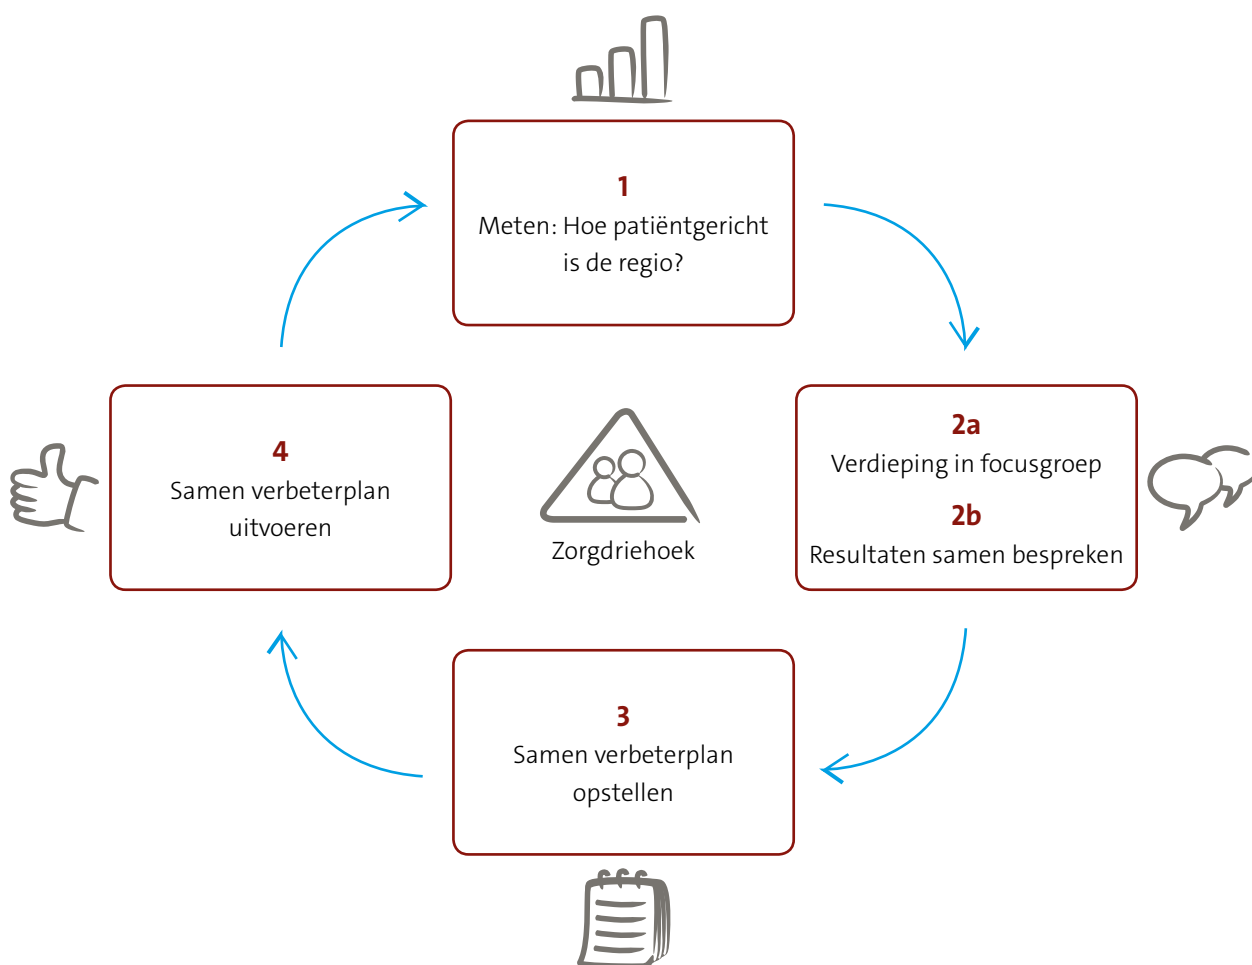 1
Meten: Hoe patiëntgericht
is de regio?
2a
Verdieping in focusgroep
2b
Resultaten samen bespreken
3
Samen verbeterplan
opstellen
4
Samen verbeterplan
uitvoeren
Zorgdriehoek